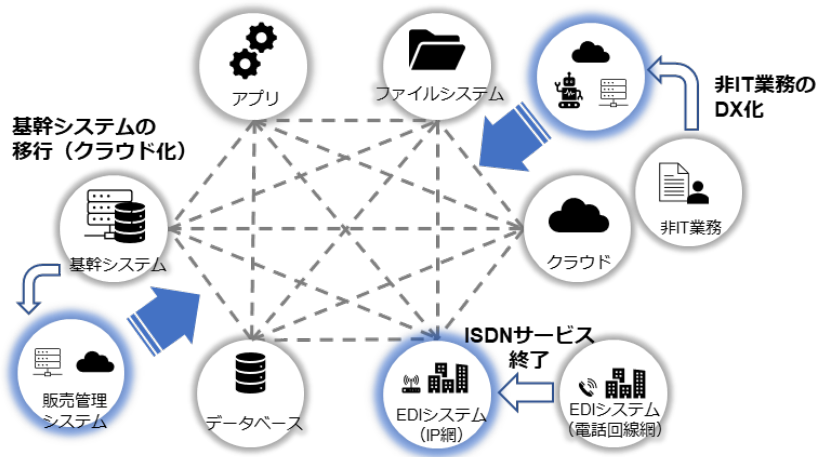 アプリ
ファイルシステム
非IT業務の
DX化
基幹システムの
移行（クラウド化）
非IT業務
基幹システム
クラウド
ISDNサービス
終了
販売管理
システム
データベース
EDIシステム
（IP網）
EDIシステム
（電話回線網）